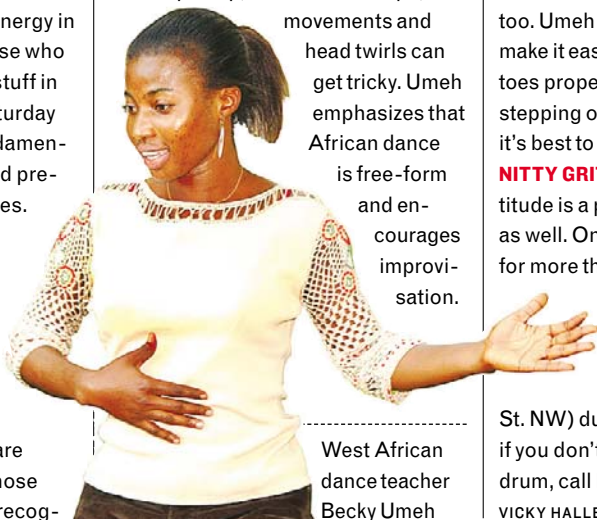 nergy in
se who
stuff in
turday
damen-
d pre-
es.
are
hose
recog-
movements and
head twirls can
get tricky. Umeh
emphasizes that
African dance
is free-form
and en-
courages
improvi-
sation.
West African
dance teacher
Becky Umeh
too. Umeh
make it eas
toes prope
stepping o
it's best to
NITTY GRI
titude is a p
as well. On
for more th
St. NW) du
if you don't
drum, call
VICKY HALLE